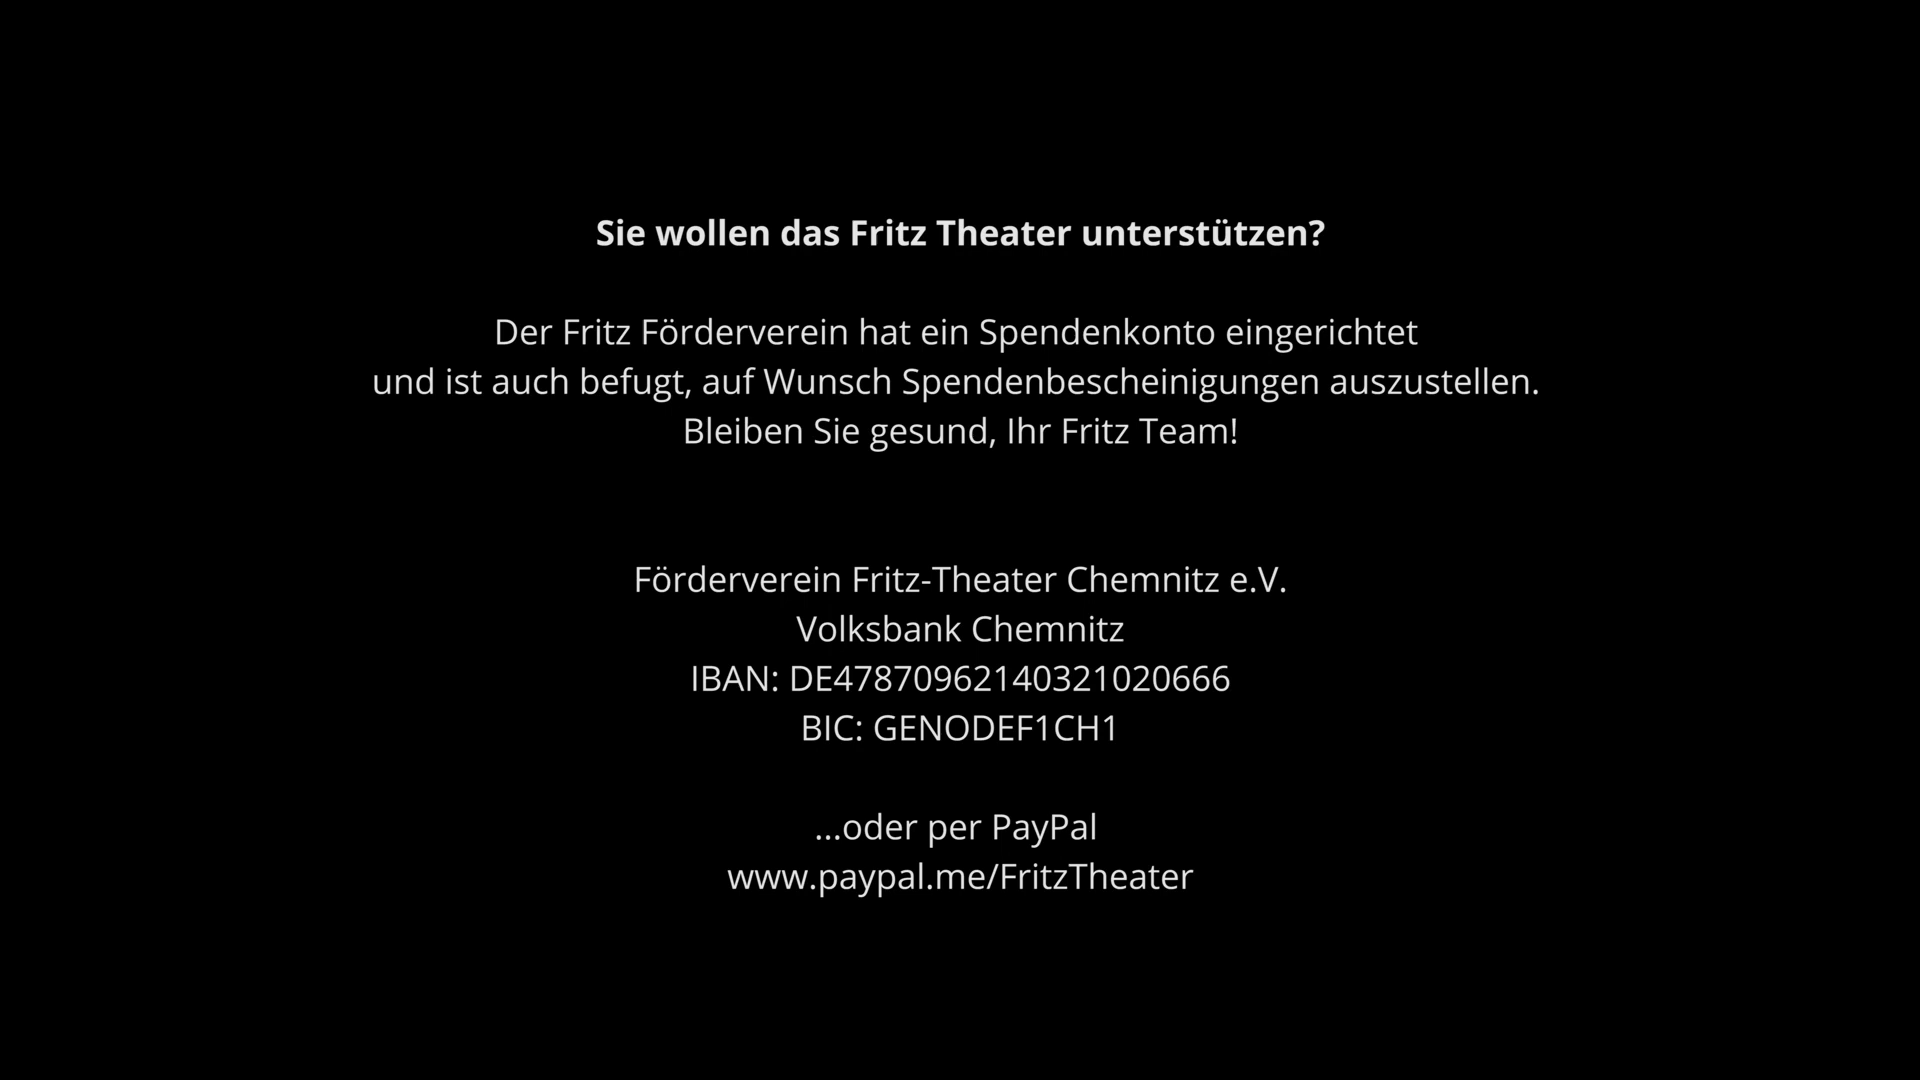 Sie wollen das Fritz Theater unterstützen?
Der Fritz Förderverein hat ein Spendenkonto eingerichtet
und ist auch befugt, auf Wunsch Spendenbescheinigungen auszustellen.
Bleiben Sie gesund, Ihr Fritz Team!
Förderverein Fritz-Theater Chemnitz e.V.
Volksbank Chemnitz
IBAN: DE47870962140321020666
BIC: GENODEF1CH1
...oder per PayPal
www.paypal.me/FritzTheater